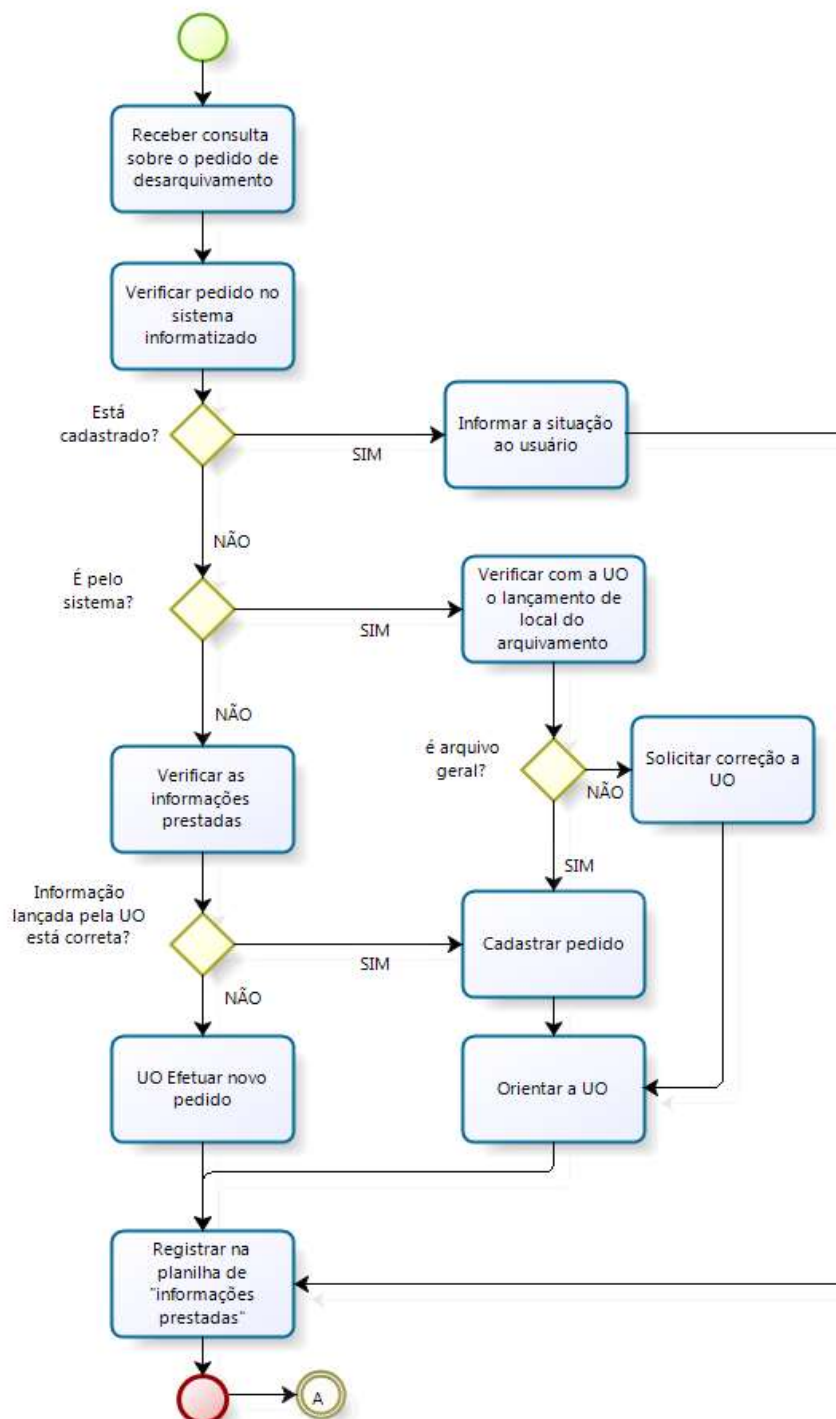 Receber consulta
sobre o pedido de
desarquivamento
Verificar pedido no
sistema
informatizado
Está
cadastrado?
SIM
Informar a situação
ao usuário
NÃO
É pelo
sistema?
SIM
Verificar com a UO
o lançamento de
local do
arquivamento
NÃO
é arquivo
geral?
NÃO
Solicitar correção a
UO
Verificar as
informações
prestadas
SIM
Informação
lançada pela UO
está correta?
SIM
Cadastrar pedido
NÃO
UO Efetuar novo
pedido
Orientar a UO
Registrar na
planilha de
"informações
prestadas"
A